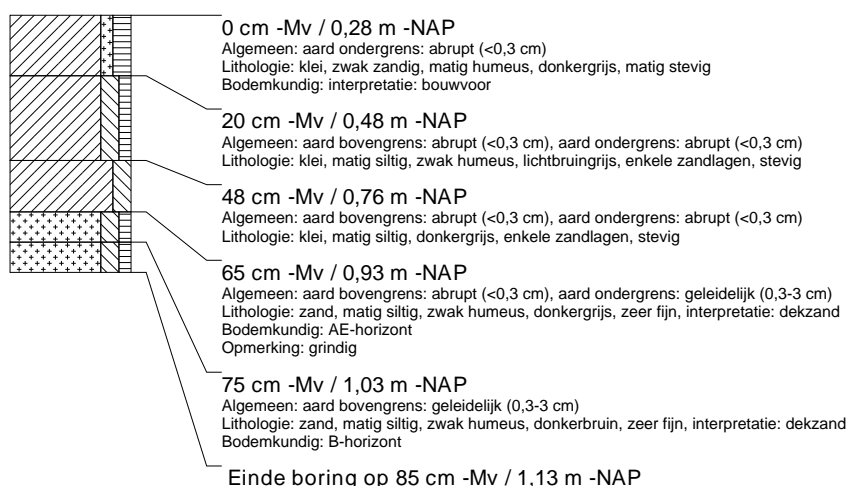 0 cm -Mv / 0,28 m -NAP
Algemeen: aard ondergrens: abrupt (<0,3 cm)
Lithologie: klei, zwak zandig, matig humeus, donkergrijs, matig stevig
Bodemkundig: interpretatie: bouwvoor
20 cm -Mv / 0,48 m -NAP
Algemeen: aard bovengrens: abrupt (<0,3 cm), aard ondergrens: abrupt (<0,3 cm)
Lithologie: klei, matig siltig, zwak humeus, lichtbruingrijs, enkele zandlagen, stevig
48 cm -Mv / 0,76 m -NAP
Algemeen: aard bovengrens: abrupt (<0,3 cm), aard ondergrens: abrupt (<0,3 cm)
Lithologie: klei, matig siltig, donkergrijs, enkele zandlagen, stevig
65 cm -Mv / 0,93 m -NAP
Algemeen: aard bovengrens: abrupt (<0,3 cm), aard ondergrens: geleidelijk (0,3-3 cm)
Lithologie: zand, matig siltig, zwak humeus, donkergrijs, zeer fijn, interpretatie: dekzand
Bodemkundig: AE-horizont
Opmerking: grindig
75 cm -Mv / 1,03 m -NAP
Algemeen: aard bovengrens: geleidelijk (0,3-3 cm)
Lithologie: zand, matig siltig, zwak humeus, donkerbruin, zeer fijn, interpretatie: dekzand
Bodemkundig: B-horizont
Einde boring op 85 cm -Mv / 1,13 m -NAP